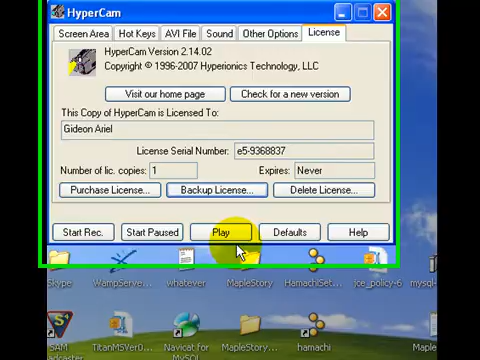 HyperCam
Screen Area
Hot Keys
AVI File
Sound
Other Options
License
HyperCam Version 2.14.02
Copyright © 1996-2007 Hyperionics Technology, LLC
Visit our home page
Check for a new version
This Copy of HyperCam is Licensed To:
Gideon Ariel
License Serial Number: e5-9368837
Number of lic. copies: 1
Expires: Never
Purchase License...
Backup License...
Delete License...
Start Rec.
Start Paused
Play
Defaults
Help
Skype
WampServe...
whatever
MapleStory
HamachiSet...
jce_policy-6
mysql-
SAM
TitanMSVer0...
Navicat for
MySQL
MapleStory...
hamachi